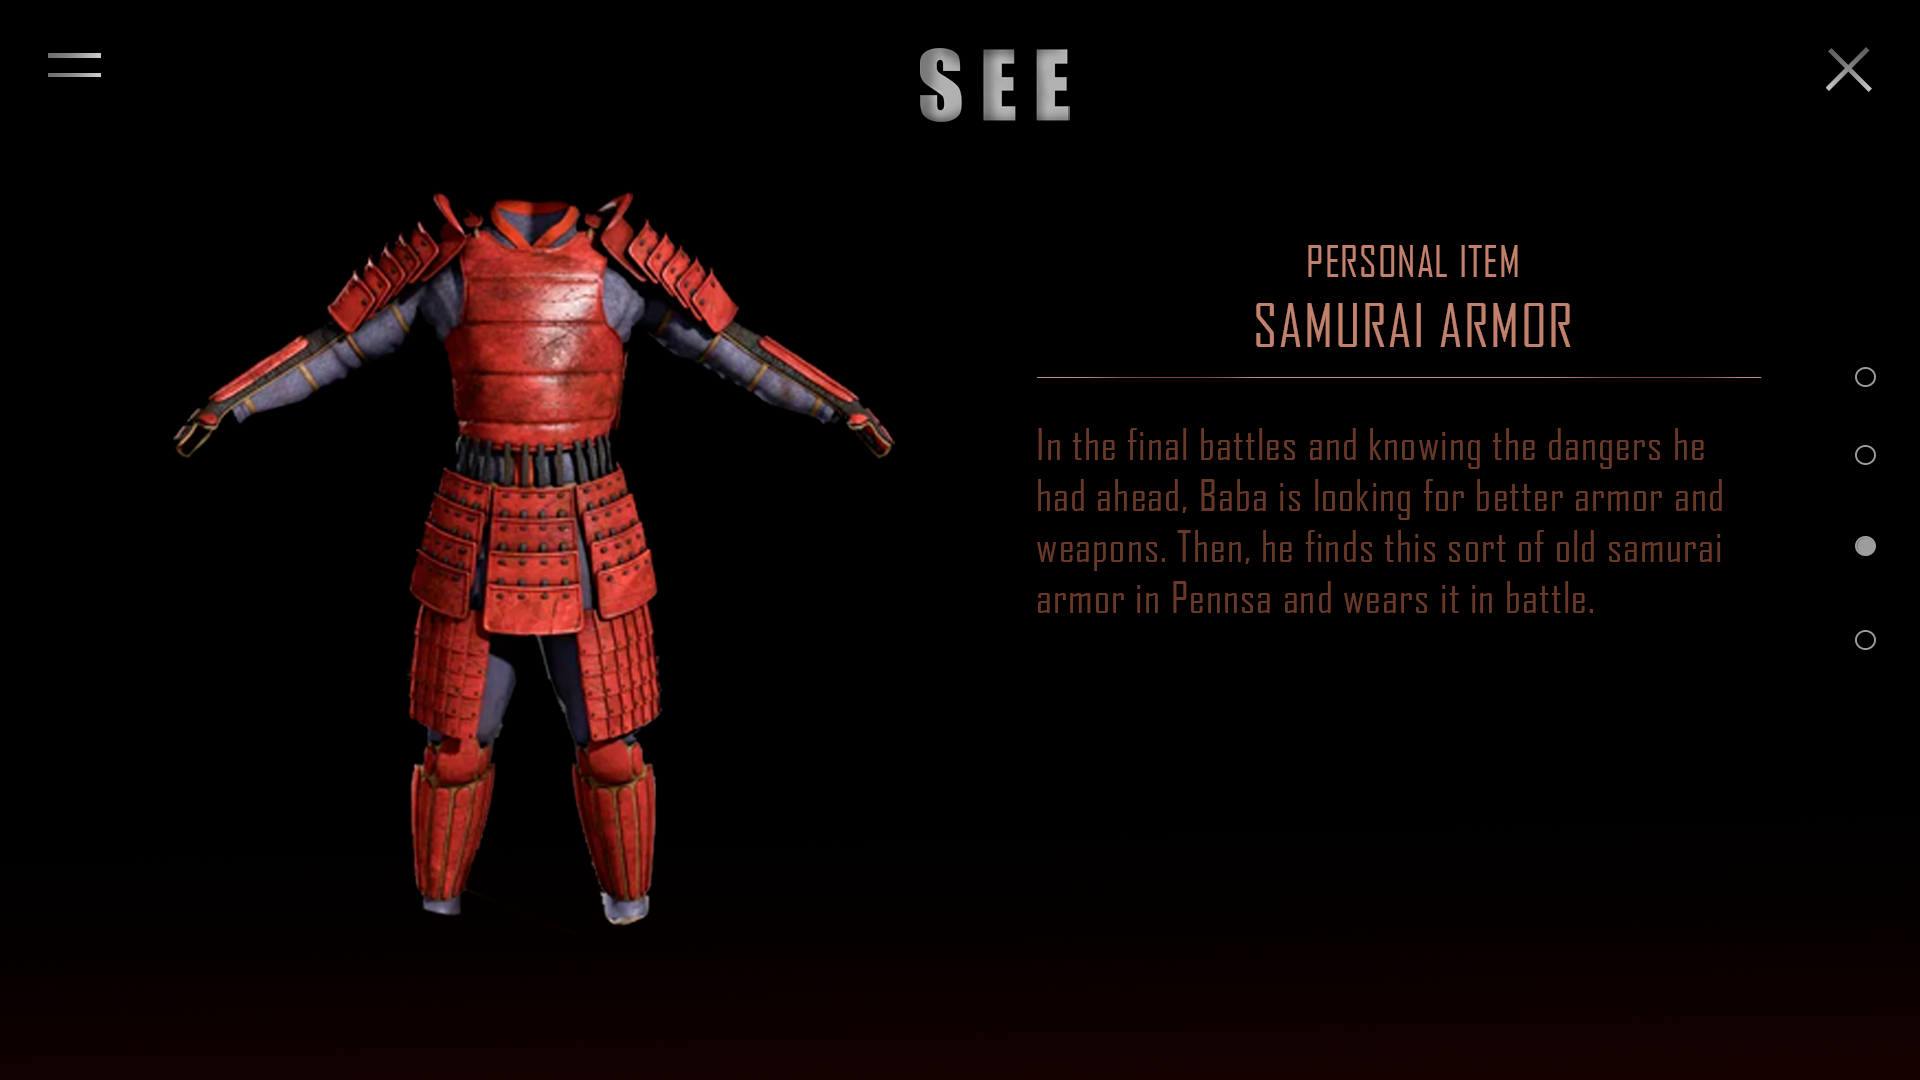 SEE
PERSONAL ITEM
SAMURAI ARMOR
In the final battles and knowing the dangers he
had ahead, Baba is looking for better armor and
weapons. Then, he finds this sort of old samurai
armor in Pennsa and wears it in battle.